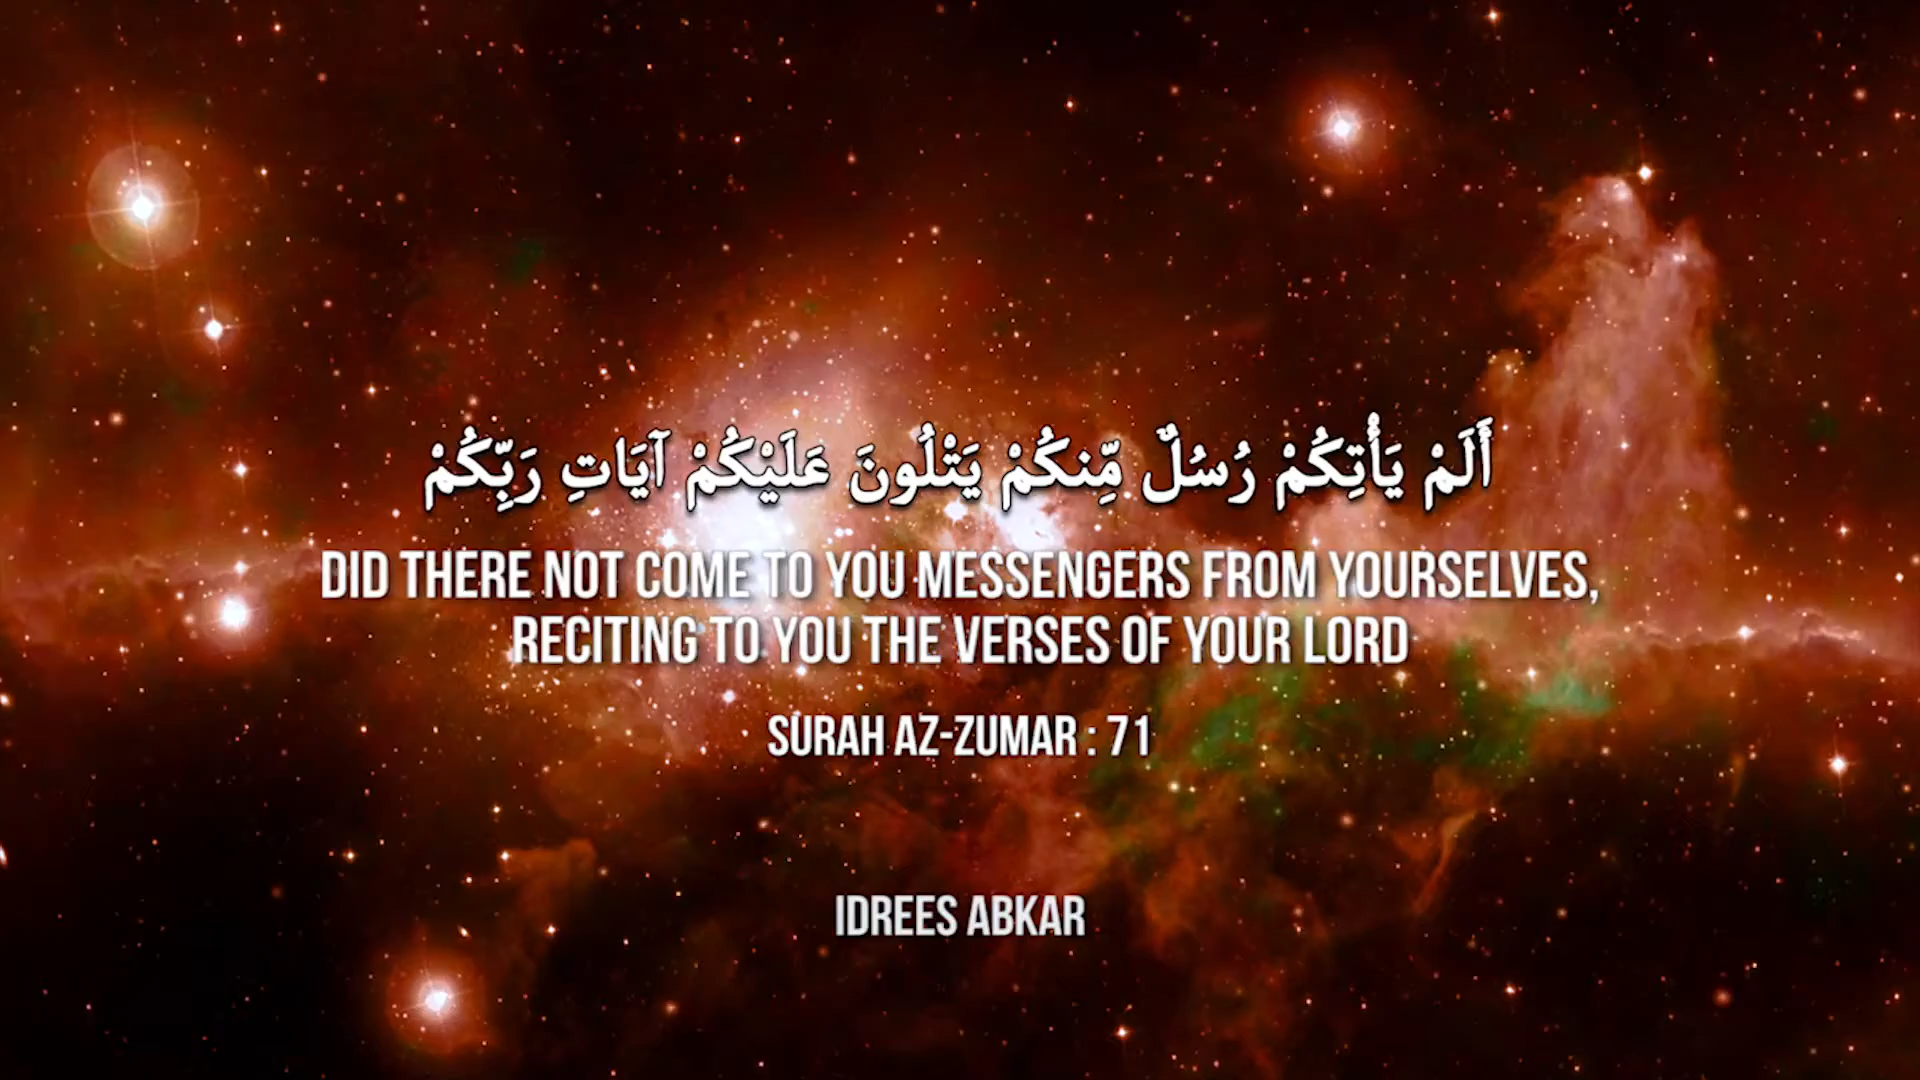 أَلَمْ يَأْتِكُمْ رُسُلٌ مِّنكُمْ يَتْلُونَ عَلَيْكُمْ آيَاتِ رَبِّكُمْ
DID THERE NOT COME TO YOU MESSENGERS FROM YOURSELVES,
RECITING TO YOU THE VERSES OF YOUR LORD
SURAH AZ-ZUMAR : 71
IDREES ABKAR